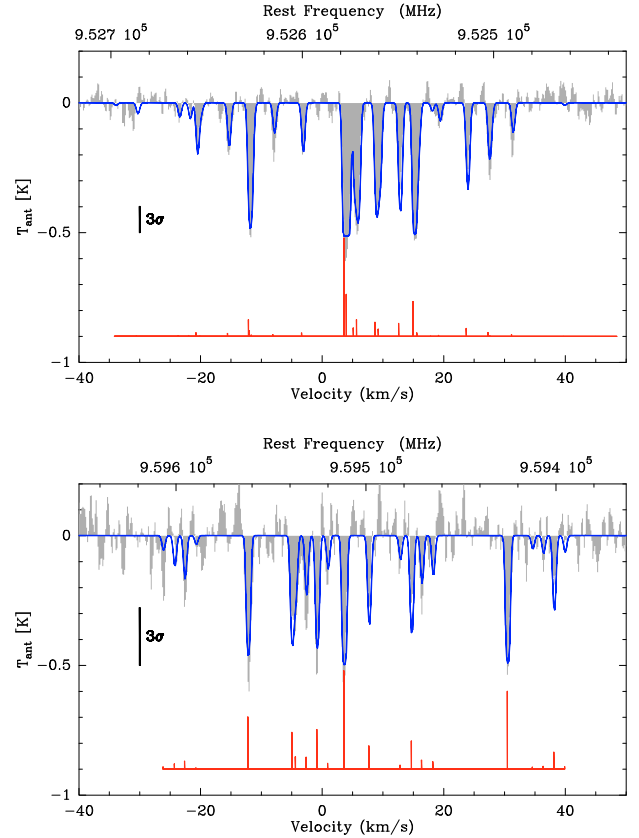 Rest Frequency (MHz)
9.527 10^5 9.526 10^5 9.525 10^5
0
T_ant [K]
3σ
−0.5
−1
−40 −20 0 20 40
Velocity (km/s)
Rest Frequency (MHz)
9.596 10^5 9.595 10^5 9.594 10^5
0
T_ant [K]
3σ
−0.5
−1
−40 −20 0 20 40
Velocity (km/s)